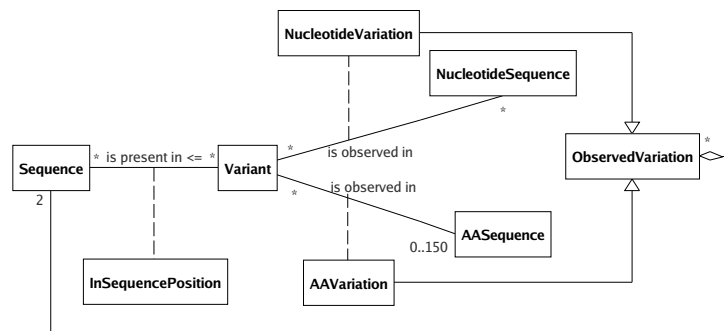 NucleotideVariation
NucleotideSequence
*
*
is observed in
ObservedVariation
*
Sequence
* is present in <= *
Variant
2
is observed in
*
AASequence
0..150
InSequencePosition
AAVariation